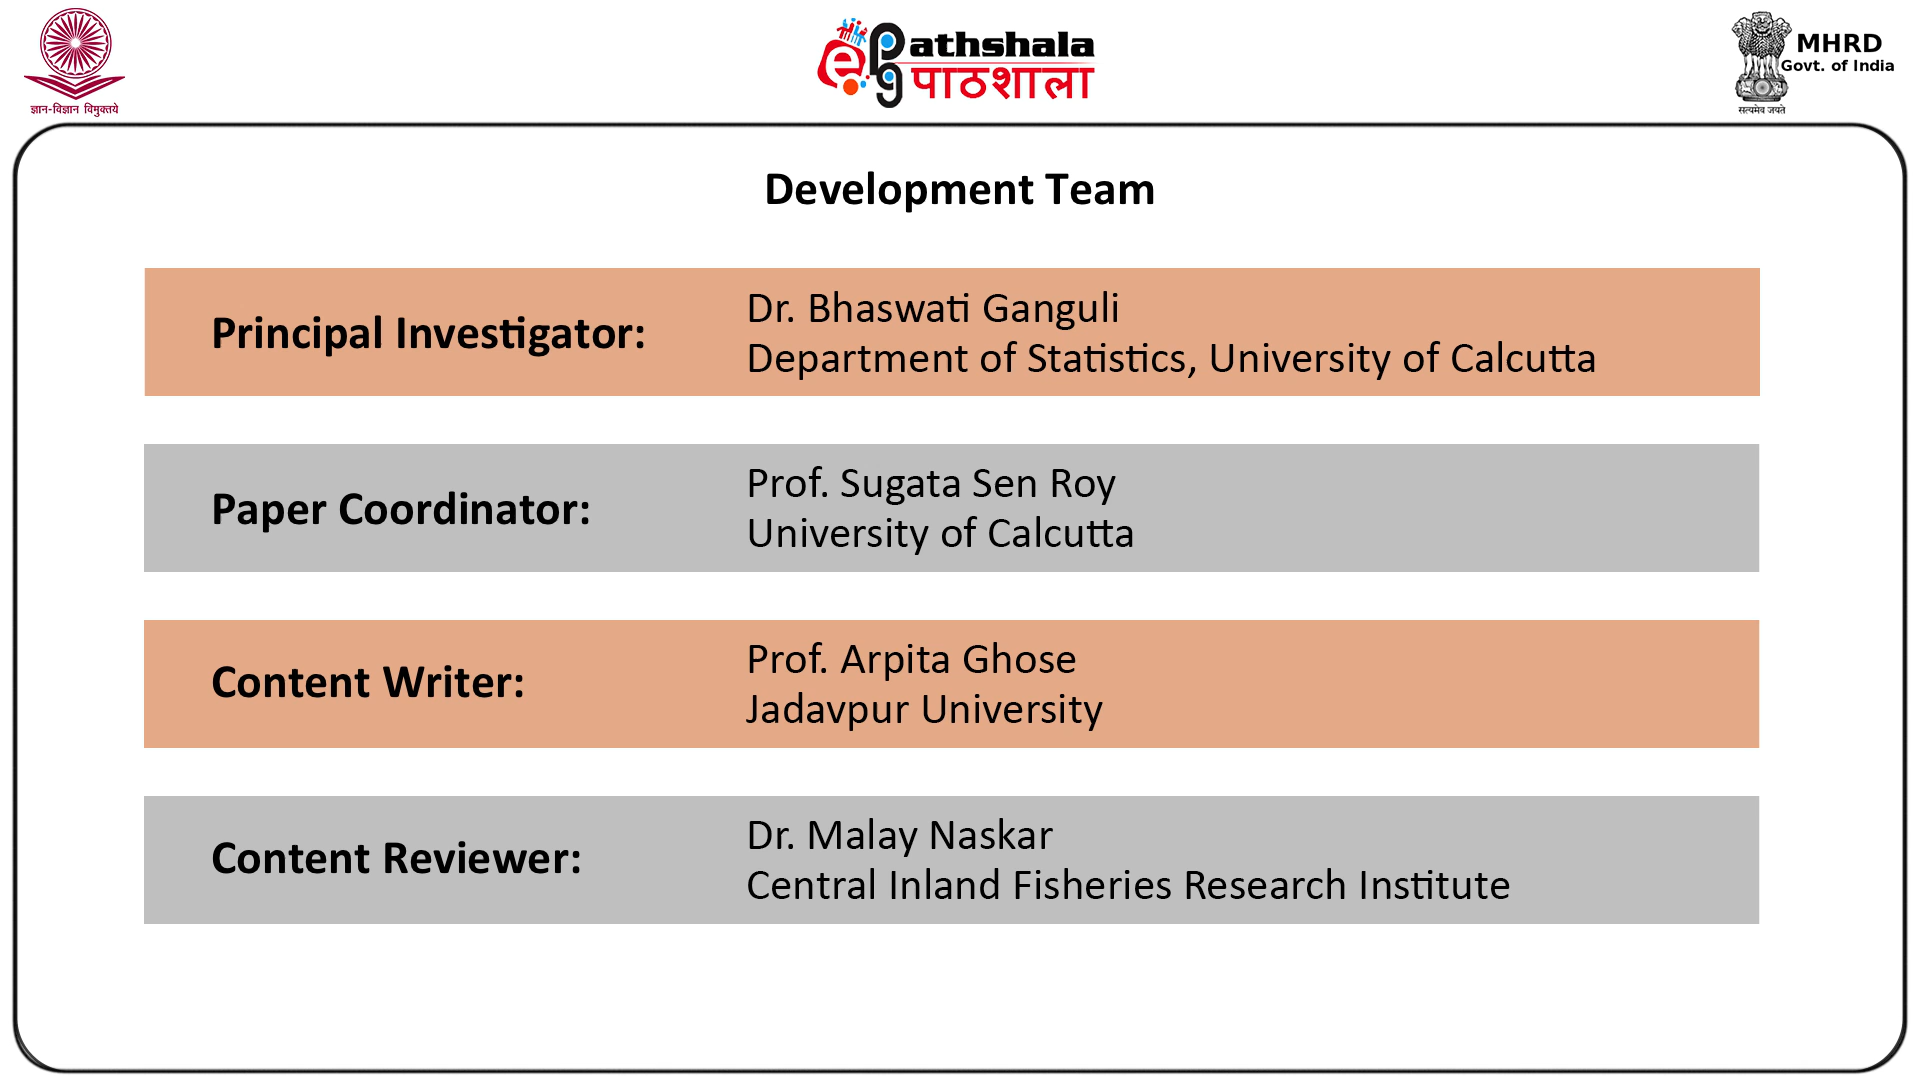 ज्ञान-विज्ञान विमुक्तये
ePG Pathshala
पाठशाला
MHRD
Govt. of India
सत्यमेव जयते
Development Team
Principal Investigator:
Dr. Bhaswati Ganguli
Department of Statistics, University of Calcutta
Paper Coordinator:
Prof. Sugata Sen Roy
University of Calcutta
Content Writer:
Prof. Arpita Ghose
Jadavpur University
Content Reviewer:
Dr. Malay Naskar
Central Inland Fisheries Research Institute